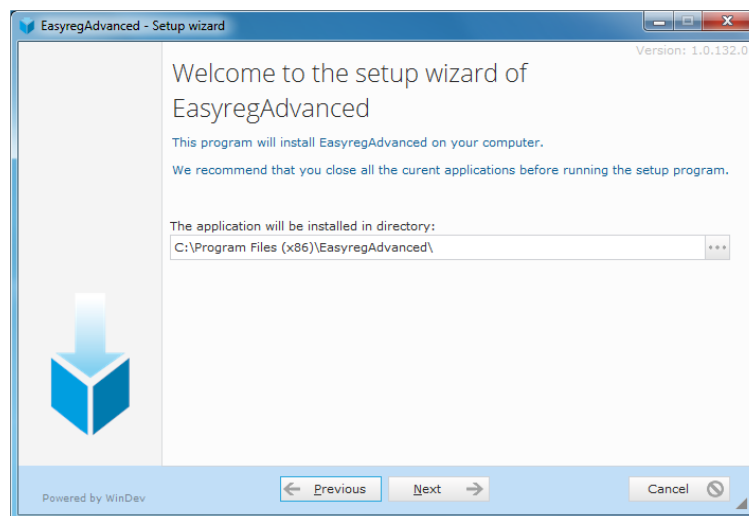 EasyregAdvanced - Setup wizard
Version: 1.0.132.0
Welcome to the setup wizard of
EasyregAdvanced
This program will install EasyregAdvanced on your computer.
We recommend that you close all the curent applications before running the setup program.
The application will be installed in directory:
C:\Program Files (x86)\EasyregAdvanced\
...
Powered by WinDev
Previous
Next
Cancel